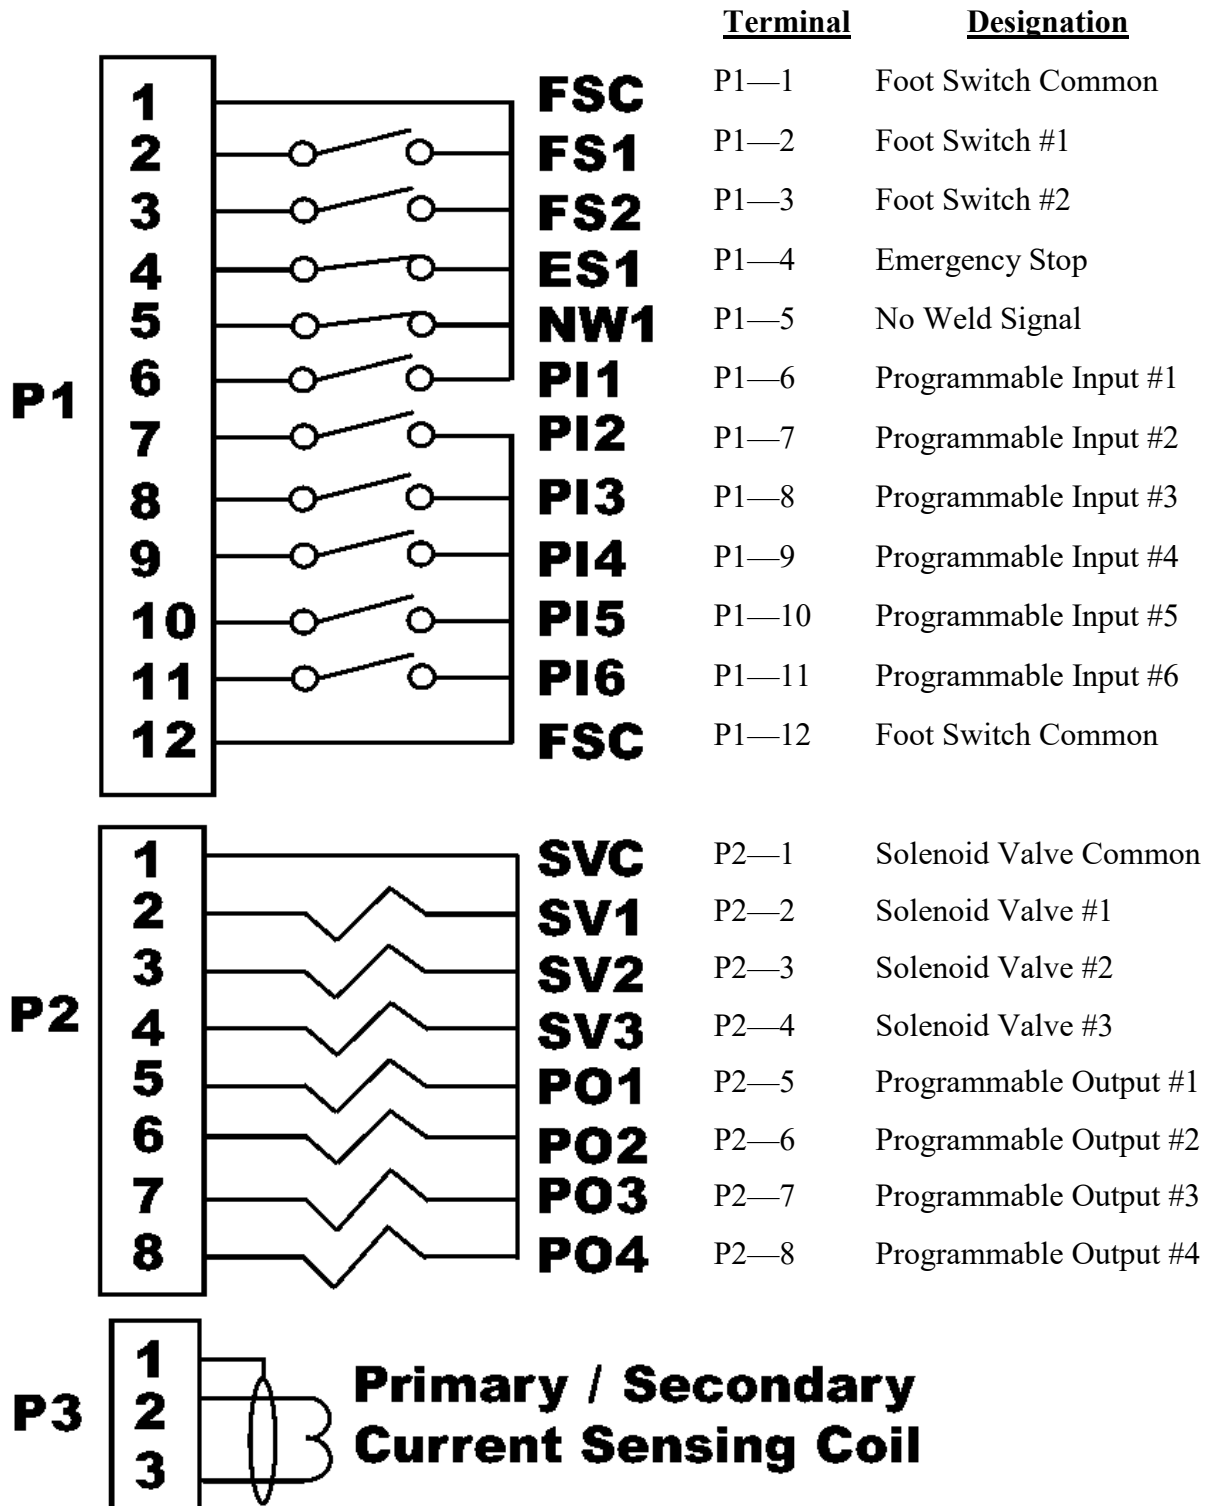 Terminal Designation
1 FSC P1—1 Foot Switch Common
2 FS1 P1—2 Foot Switch #1
3 FS2 P1—3 Foot Switch #2
4 ES1 P1—4 Emergency Stop
5 NW1 P1—5 No Weld Signal
6 PI1 P1—6 Programmable Input #1
P1
7 PI2 P1—7 Programmable Input #2
8 PI3 P1—8 Programmable Input #3
9 PI4 P1—9 Programmable Input #4
10 PI5 P1—10 Programmable Input #5
11 PI6 P1—11 Programmable Input #6
12 FSC P1—12 Foot Switch Common
1 SVC P2—1 Solenoid Valve Common
2 SV1 P2—2 Solenoid Valve #1
3 SV2 P2—3 Solenoid Valve #2
P2
4 SV3 P2—4 Solenoid Valve #3
5 PO1 P2—5 Programmable Output #1
6 PO2 P2—6 Programmable Output #2
7 PO3 P2—7 Programmable Output #3
8 PO4 P2—8 Programmable Output #4
1 Primary / Secondary
P3 2
3 Current Sensing Coil